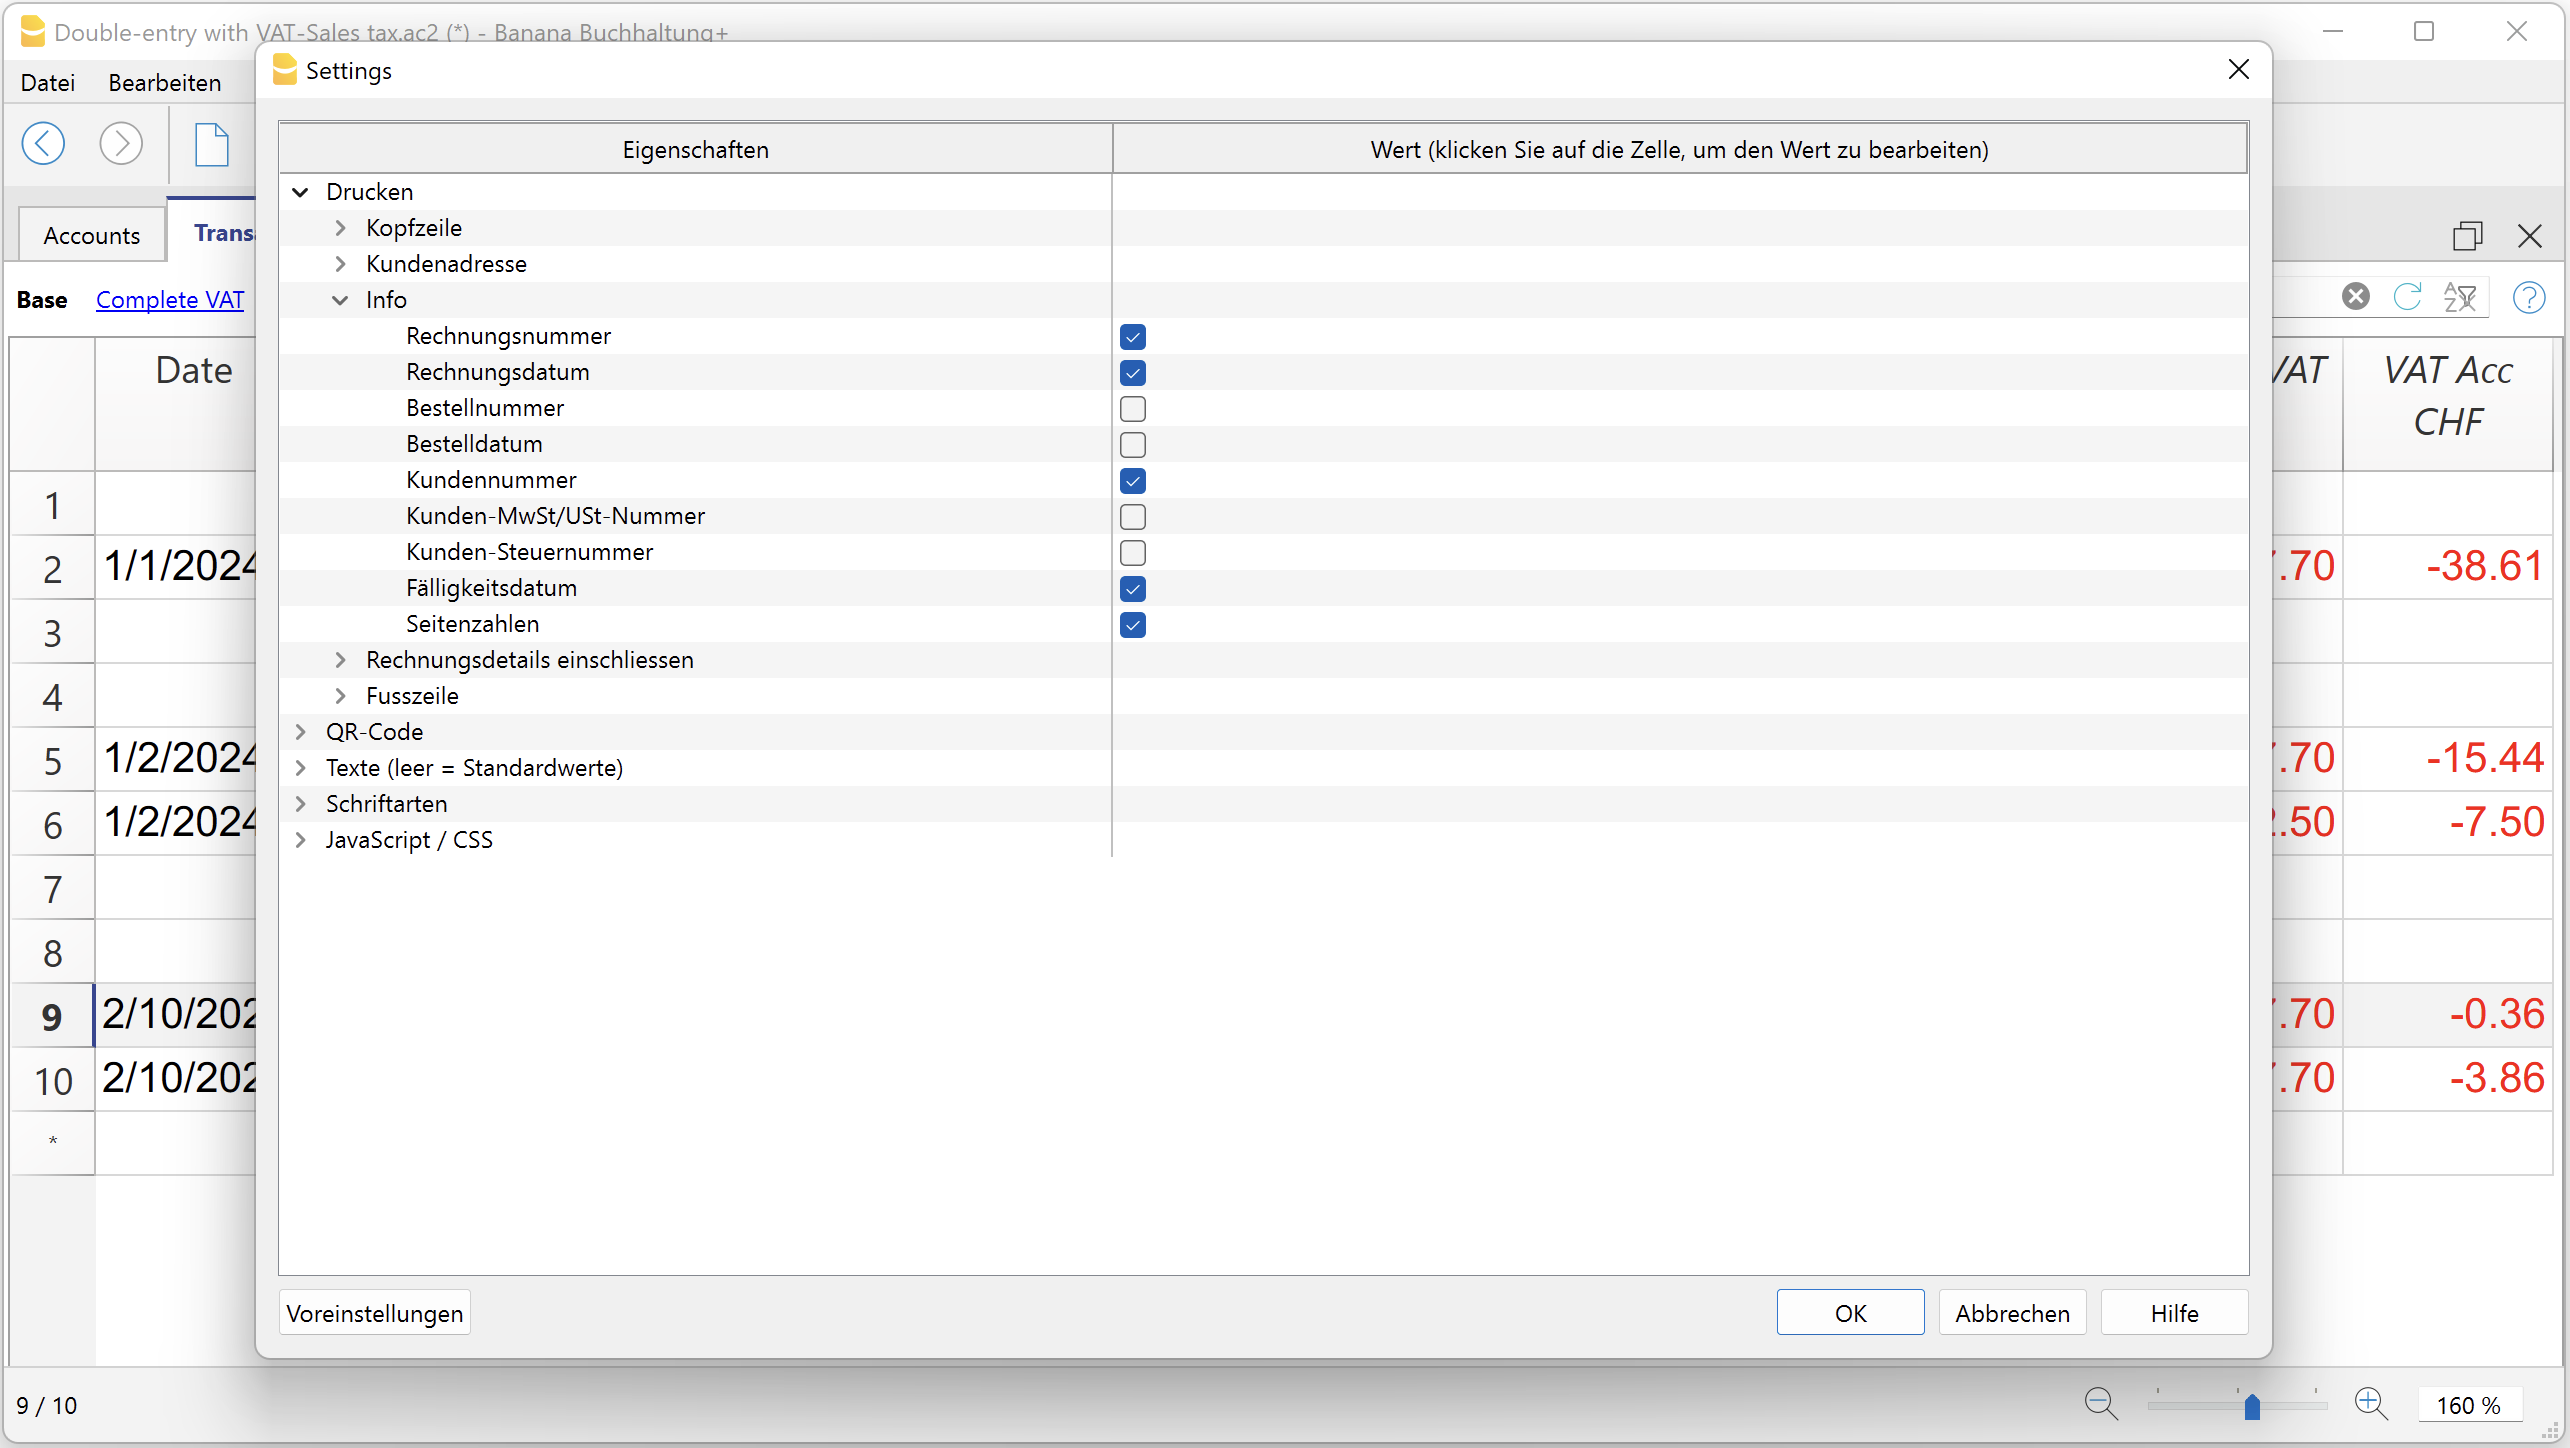 Double-entry with VAT-Sales tax.ac2 (*) - Banana Buchhaltung+
Settings
Datei Bearbeiten
Eigenschaften Wert (klicken Sie auf die Zelle, um den Wert zu bearbeiten)
Drucken
Kopfzeile
Accounts
Kundenadresse
Base Complete VAT
Info
Rechnungsnummer
Rechnungsdatum
Bestellnummer
Bestelldatum
Kundennummer
Kunden-MwSt/USt-Nummer
Kunden-Steuernummer
Fälligkeitsdatum
Seitenzahlen
Rechnungsdetails einschliessen
Fusszeile
QR-Code
Texte (leer = Standardwerte)
Schriftarten
JavaScript / CSS
Date VAT VAT Acc
CHF
1
2 1/1/2024 .70 -38.61
3
4
5 1/2/2024 .70 -15.44
6 1/2/2024 .50 -7.50
7
8
9 2/10/202 .70 -0.36
10 2/10/202 .70 -3.86
*
Voreinstellungen OK Abbrechen Hilfe
9 / 10 160 %